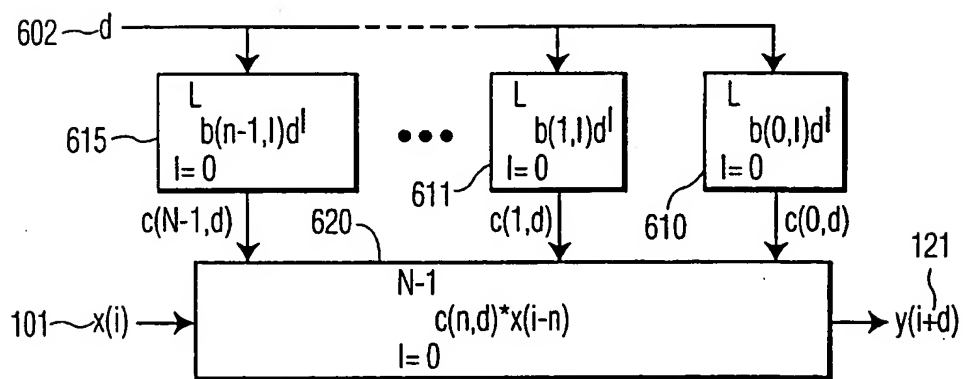 602 d
L L L
b(n-1,l)d^l b(1,l)d^l b(0,l)d^l
615
l=0 l=0 l=0
611
610
c(N-1,d) c(1,d) c(0,d)
620
121
N-1
101 x(i) c(n,d)*x(i-n) y(i+d)
l=0